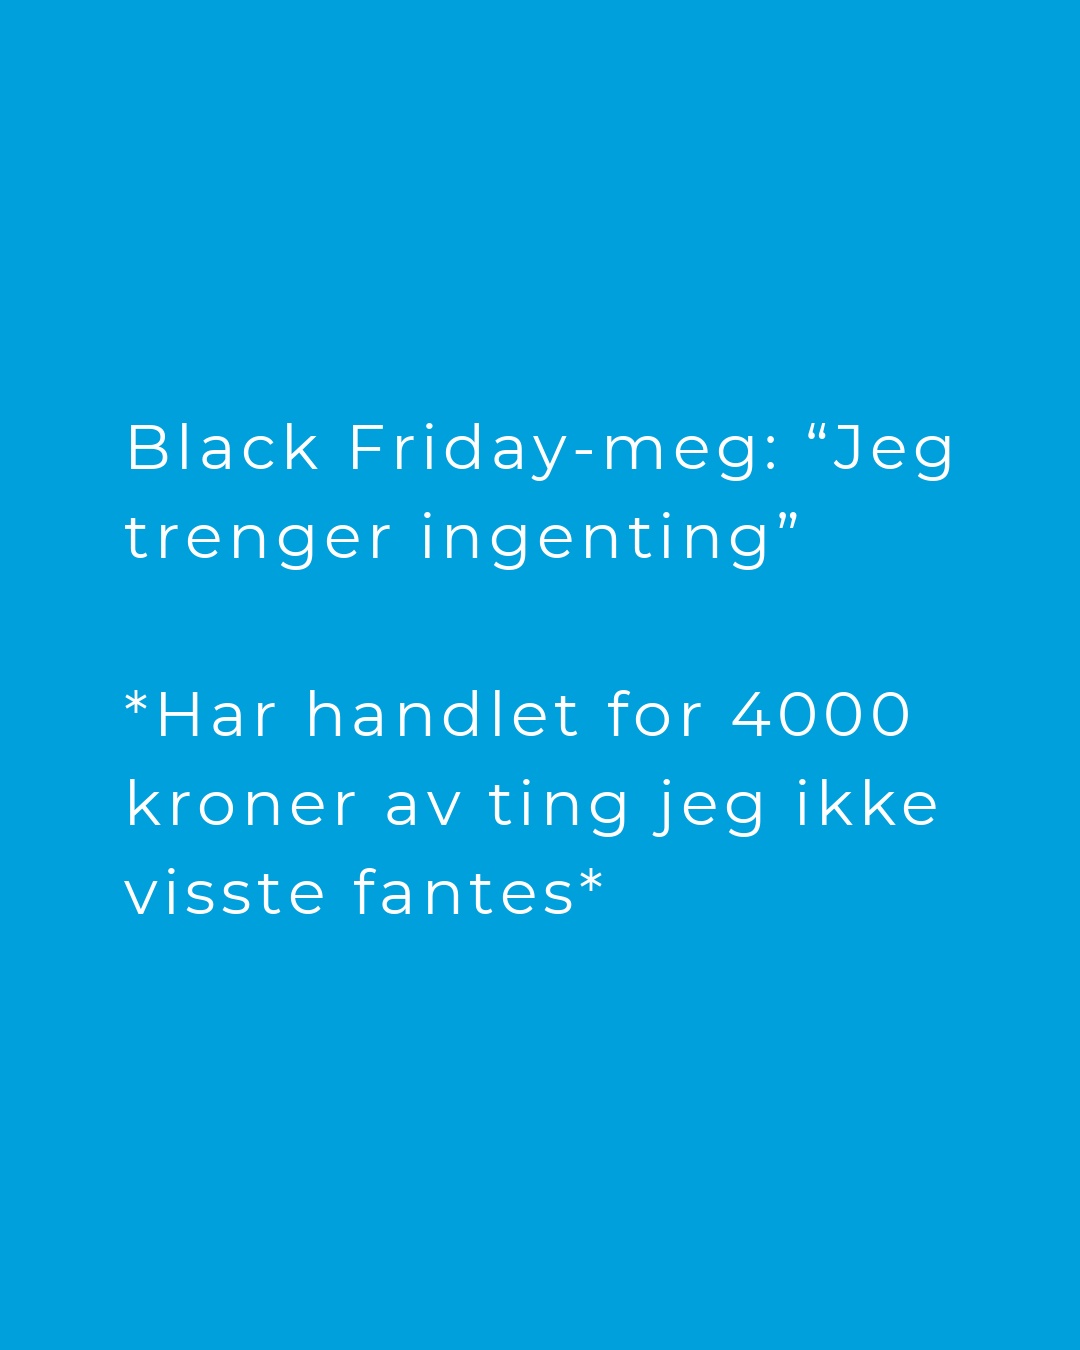 Black Friday-meg: “Jeg
trenger ingenting”
*Har handlet for 4000
kroner av ting jeg ikke
visste fantes*